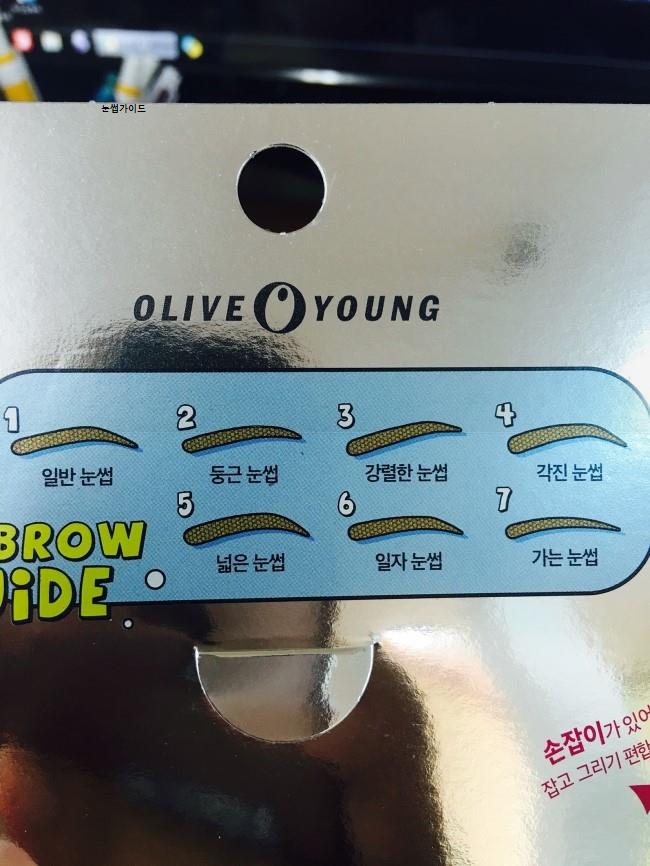 눈썹가이드
OLIVE YOUNG
1 2 3 4
일반 눈썹 둥근 눈썹 강렬한 눈썹 각진 눈썹
5 6 7
넓은 눈썹 일자 눈썹 가는 눈썹
BROW
IDE
손잡이가 있어
잡고 그리기 편합